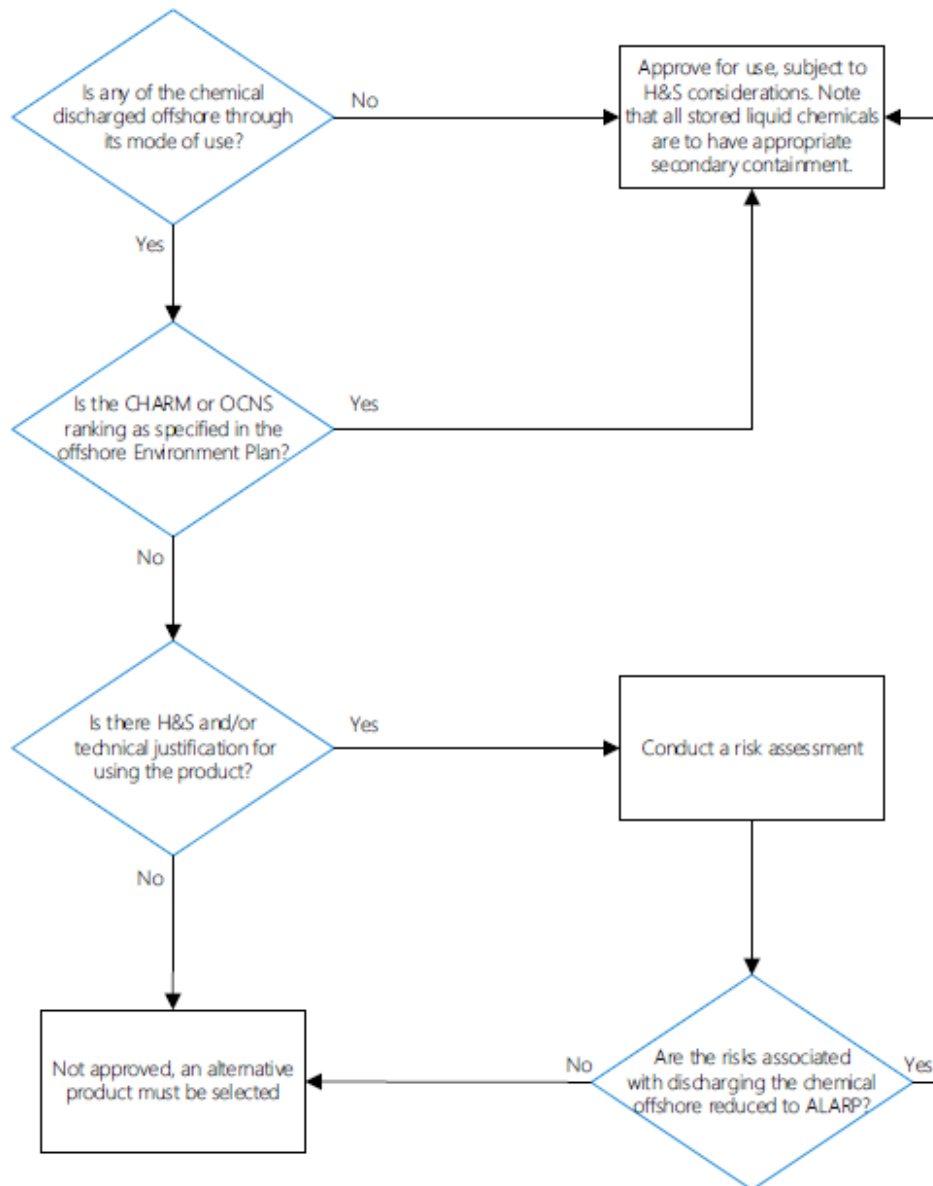 Is any of the chemical
discharged offshore through
its mode of use?
No
Approve for use, subject to
H&S considerations. Note
that all stored liquid chemicals
are to have appropriate
secondary containment.
Yes
Is the CHARM or OCNS
ranking as specified in the
offshore Environment Plan?
Yes
No
Is there H&S and/or
technical justification for
using the product?
Yes
Conduct a risk assessment
No
Not approved, an alternative
product must be selected
No
Are the risks associated
with discharging the chemical
offshore reduced to ALARP?
Yes